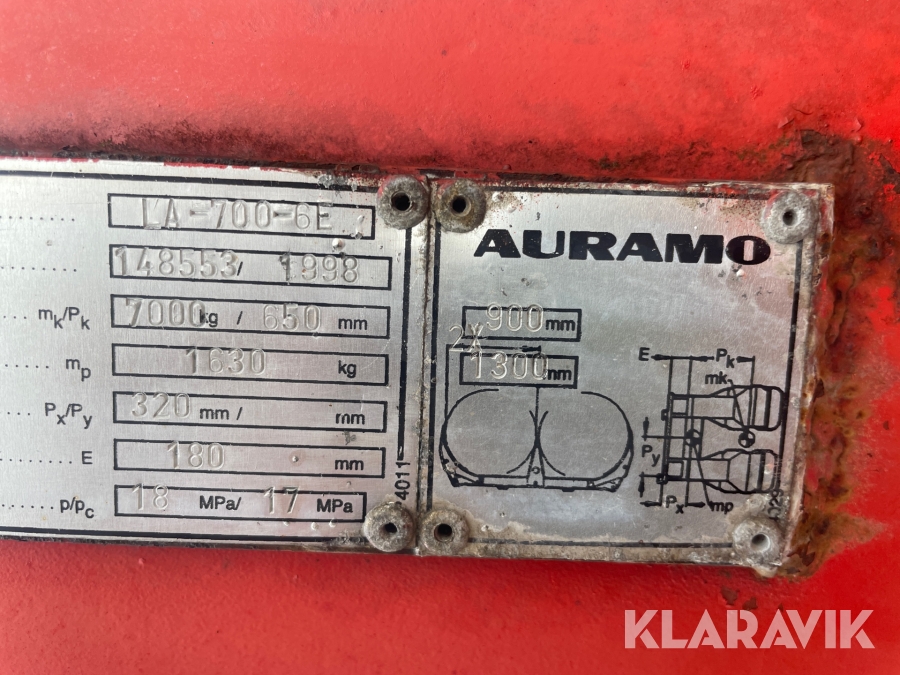 LA-700-6E
148553/ 1998
mk/Pk 7000 kg / 650 mm
mp 1630 kg
Px/Py 320 mm/ mm
E 180 mm
p/pc 18 MPa/ 17 MPa
4011
AURAMO
900 mm
2X
1300 mm
E Pk
mk
Py
Px mp
KLARAVIK